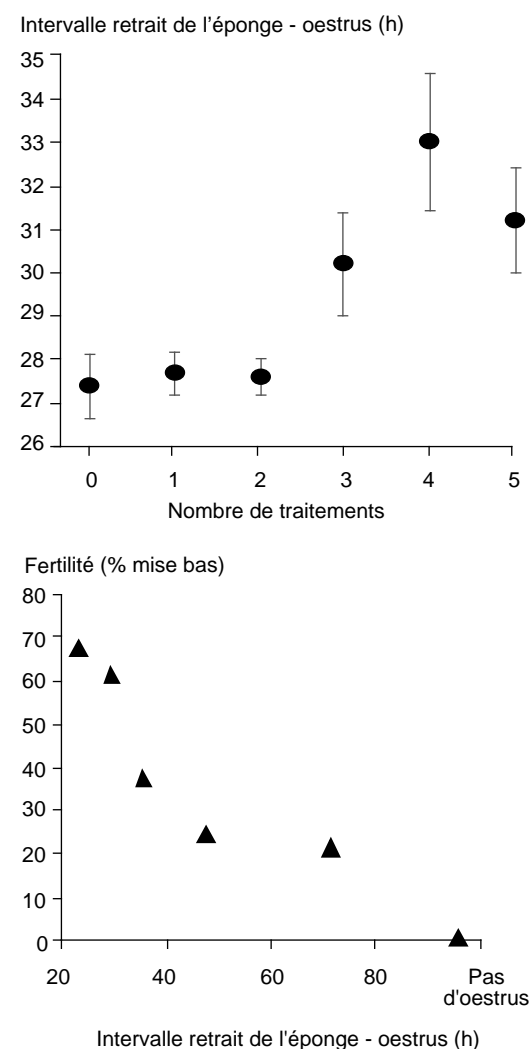 Intervalle retrait de l’éponge - oestrus (h)
35
34
33
32
31
30
29
28
27
26
0 1 2 3 4 5
Nombre de traitements
Fertilité (% mise bas)
80
70
60
50
40
30
20
10
0
20 40 60 80 Pas
d'oestrus
Intervalle retrait de l'éponge - oestrus (h)